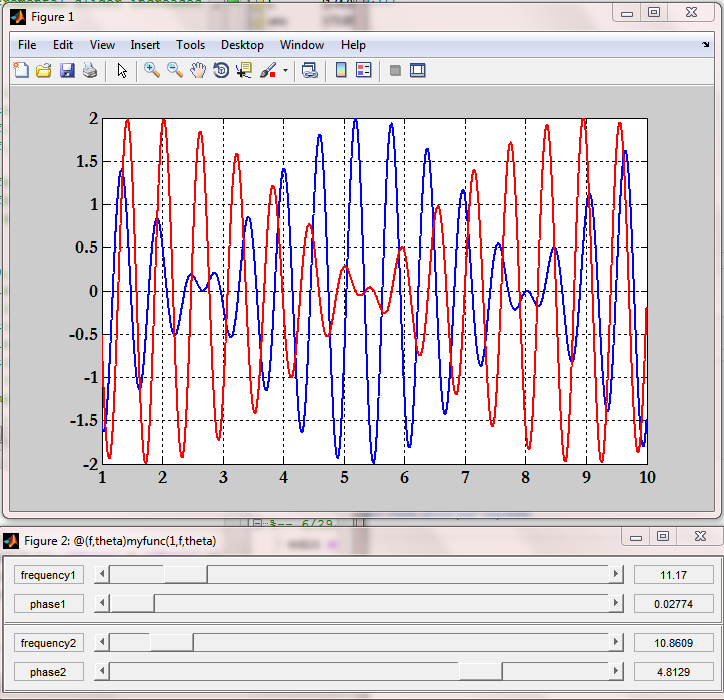 Figure 1
File Edit View Insert Tools Desktop Window Help
2
1.5
1
0.5
0
-0.5
-1
-1.5
-2
1 2 3 4 5 6 7 8 9 10
%-- 6/29
Figure 2: @(f,theta)myfunc(1,f,theta)
frequency1 11.17
phase1 0.02774
frequency2 10.8609
phase2 4.8129